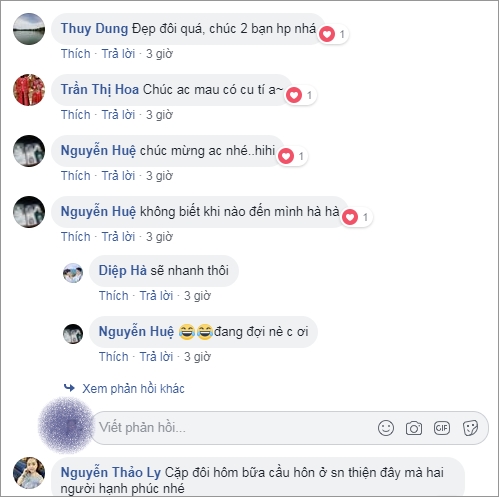 Thuy Dung Đẹp đôi quá, chúc 2 bạn hp nhá
1
Thích · Trả lời · 3 giờ
Trần Thị Hoa Chúc ac mau có cu tí a~
1
Thích · Trả lời · 3 giờ
Nguyễn Huệ chúc mừng ac nhé..hihi
1
Thích · Trả lời · 3 giờ
Nguyễn Huệ không biết khi nào đến mình hà hà
1
Thích · Trả lời · 3 giờ
Diệp Hà sẽ nhanh thôi
Thích · Trả lời · 3 giờ
Nguyễn Huệ 😂😂đang đợi nè c ơi
Thích · Trả lời · 3 giờ
Xem phản hồi khác
Viết phản hồi...
GIF
Nguyễn Thảo Ly Cặp đôi hôm bữa cầu hôn ở sn thiện đây mà hai
người hạnh phúc nhé